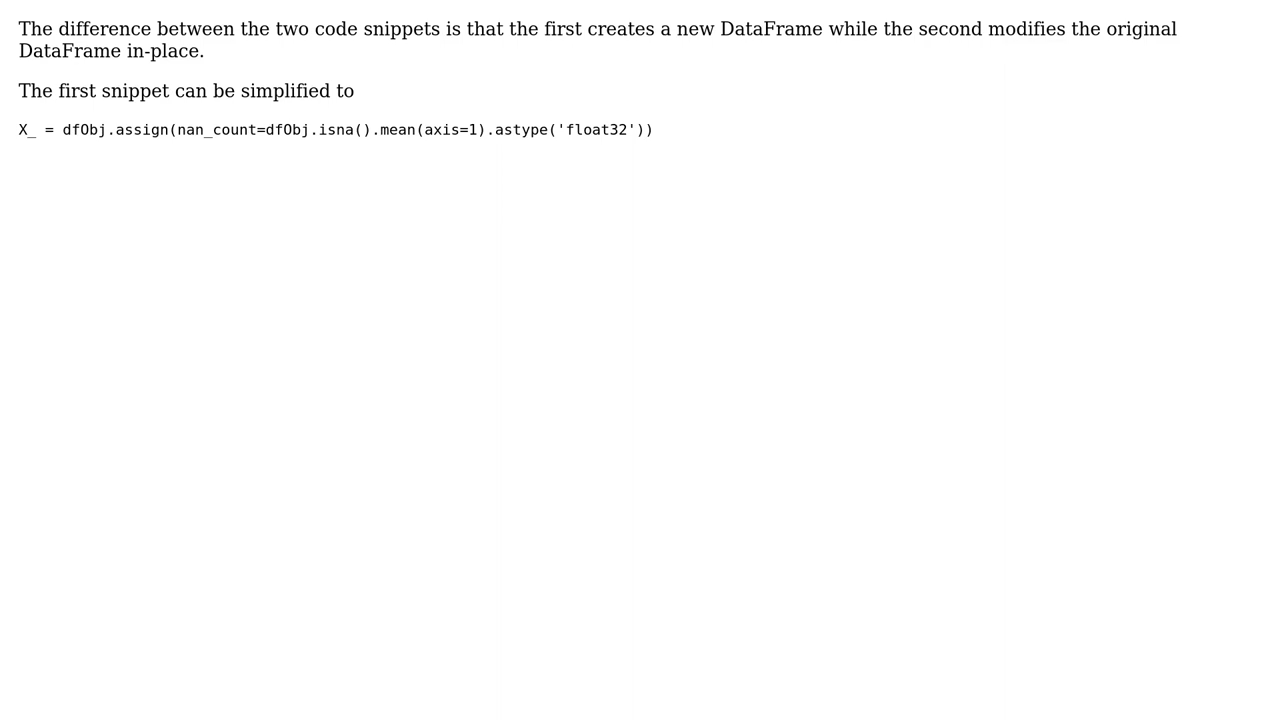 The difference between the two code snippets is that the first creates a new DataFrame while the second modifies the original
DataFrame in-place.
The first snippet can be simplified to
X_ = dfObj.assign(nan_count=dfObj.isna().mean(axis=1).astype('float32'))